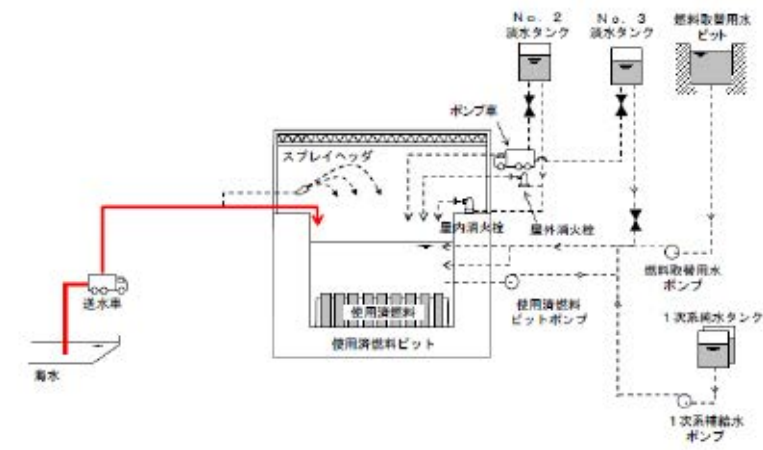 Ｎｏ．２
淡水タンク
Ｎｏ．３
淡水タンク
燃料取替用水
ピット
ポンプ車
スプレイヘッダ
屋内消火栓
屋外消火栓
送水車
海水
使用済燃料
使用済燃料ピット
使用済燃料
ピットポンプ
燃料取替用水
ポンプ
１次系純水タンク
１次系補給水
ポンプ